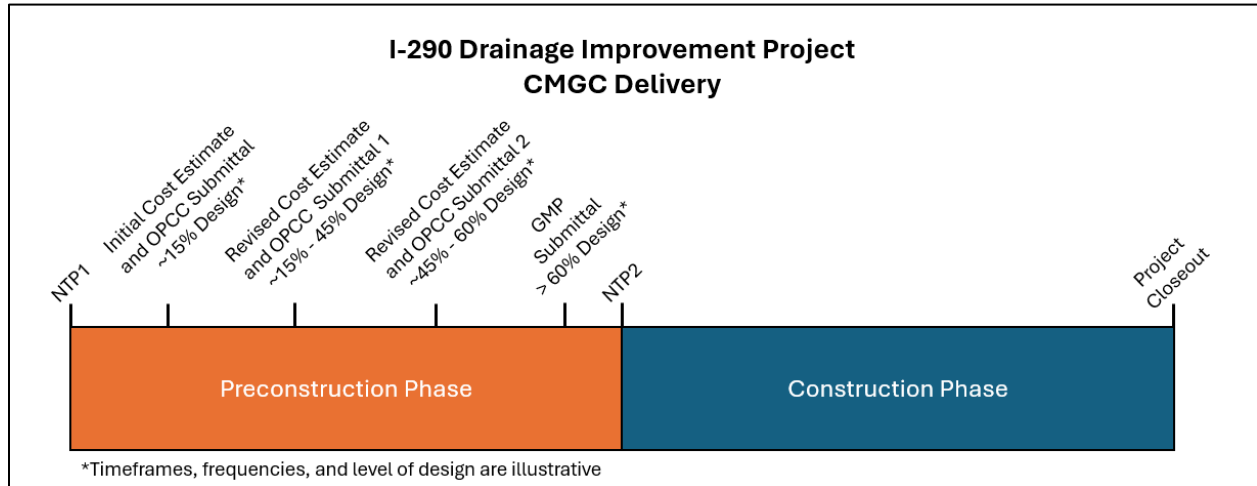 I-290 Drainage Improvement Project
CMGC Delivery
NTP1
Initial Cost Estimate
and OPCC Submittal
~15% Design*
Revised Cost Estimate
and OPCC Submittal 1
~15% - 45% Design*
Revised Cost Estimate
and OPCC Submittal 2
~45% - 60% Design*
GMP
Submittal
> 60% Design*
NTP2
Project
Closeout
Preconstruction Phase
Construction Phase
*Timeframes, frequencies, and level of design are illustrative